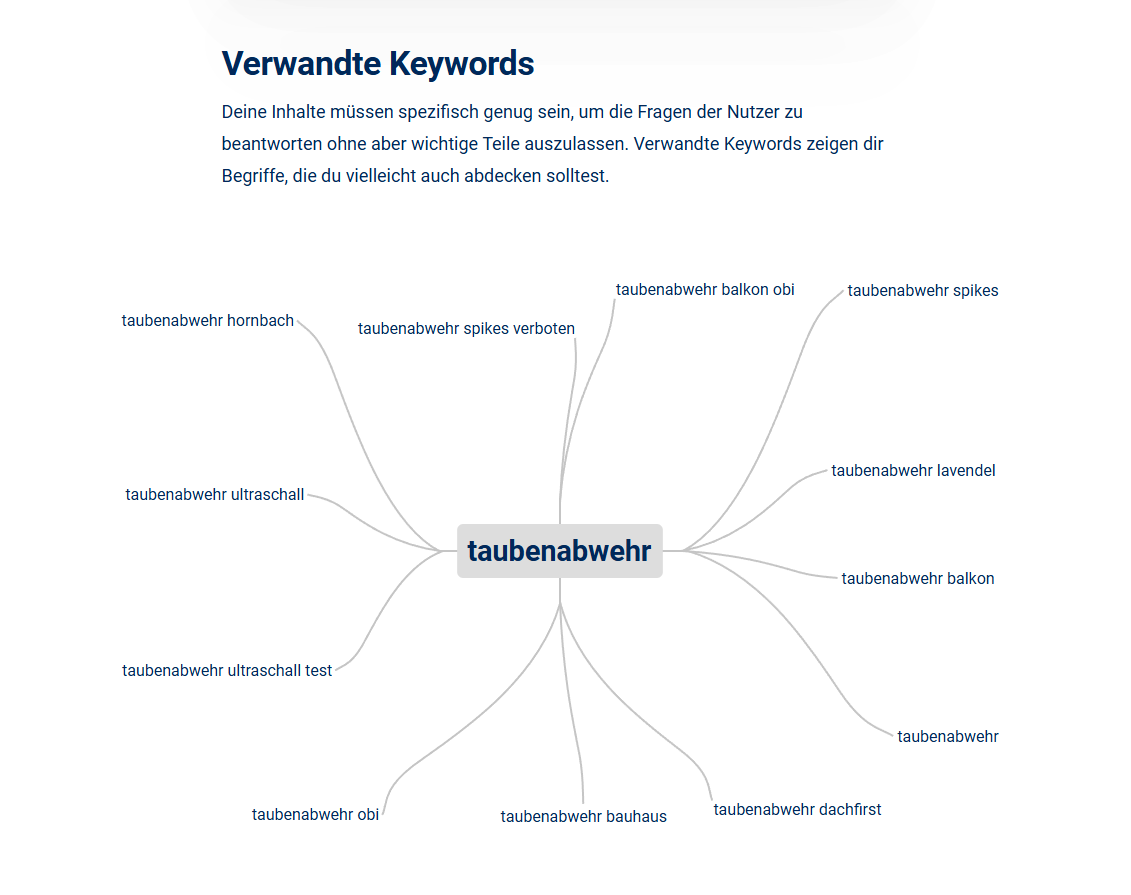 Verwandte Keywords
Deine Inhalte müssen spezifisch genug sein, um die Fragen der Nutzer zu
beantworten ohne aber wichtige Teile auszulassen. Verwandte Keywords zeigen dir
Begriffe, die du vielleicht auch abdecken solltest.
taubenabwehr balkon obi
taubenabwehr spikes
taubenabwehr hornbach
taubenabwehr spikes verboten
taubenabwehr lavendel
taubenabwehr ultraschall
taubenabwehr
taubenabwehr balkon
taubenabwehr ultraschall test
taubenabwehr
taubenabwehr obi
taubenabwehr bauhaus
taubenabwehr dachfirst